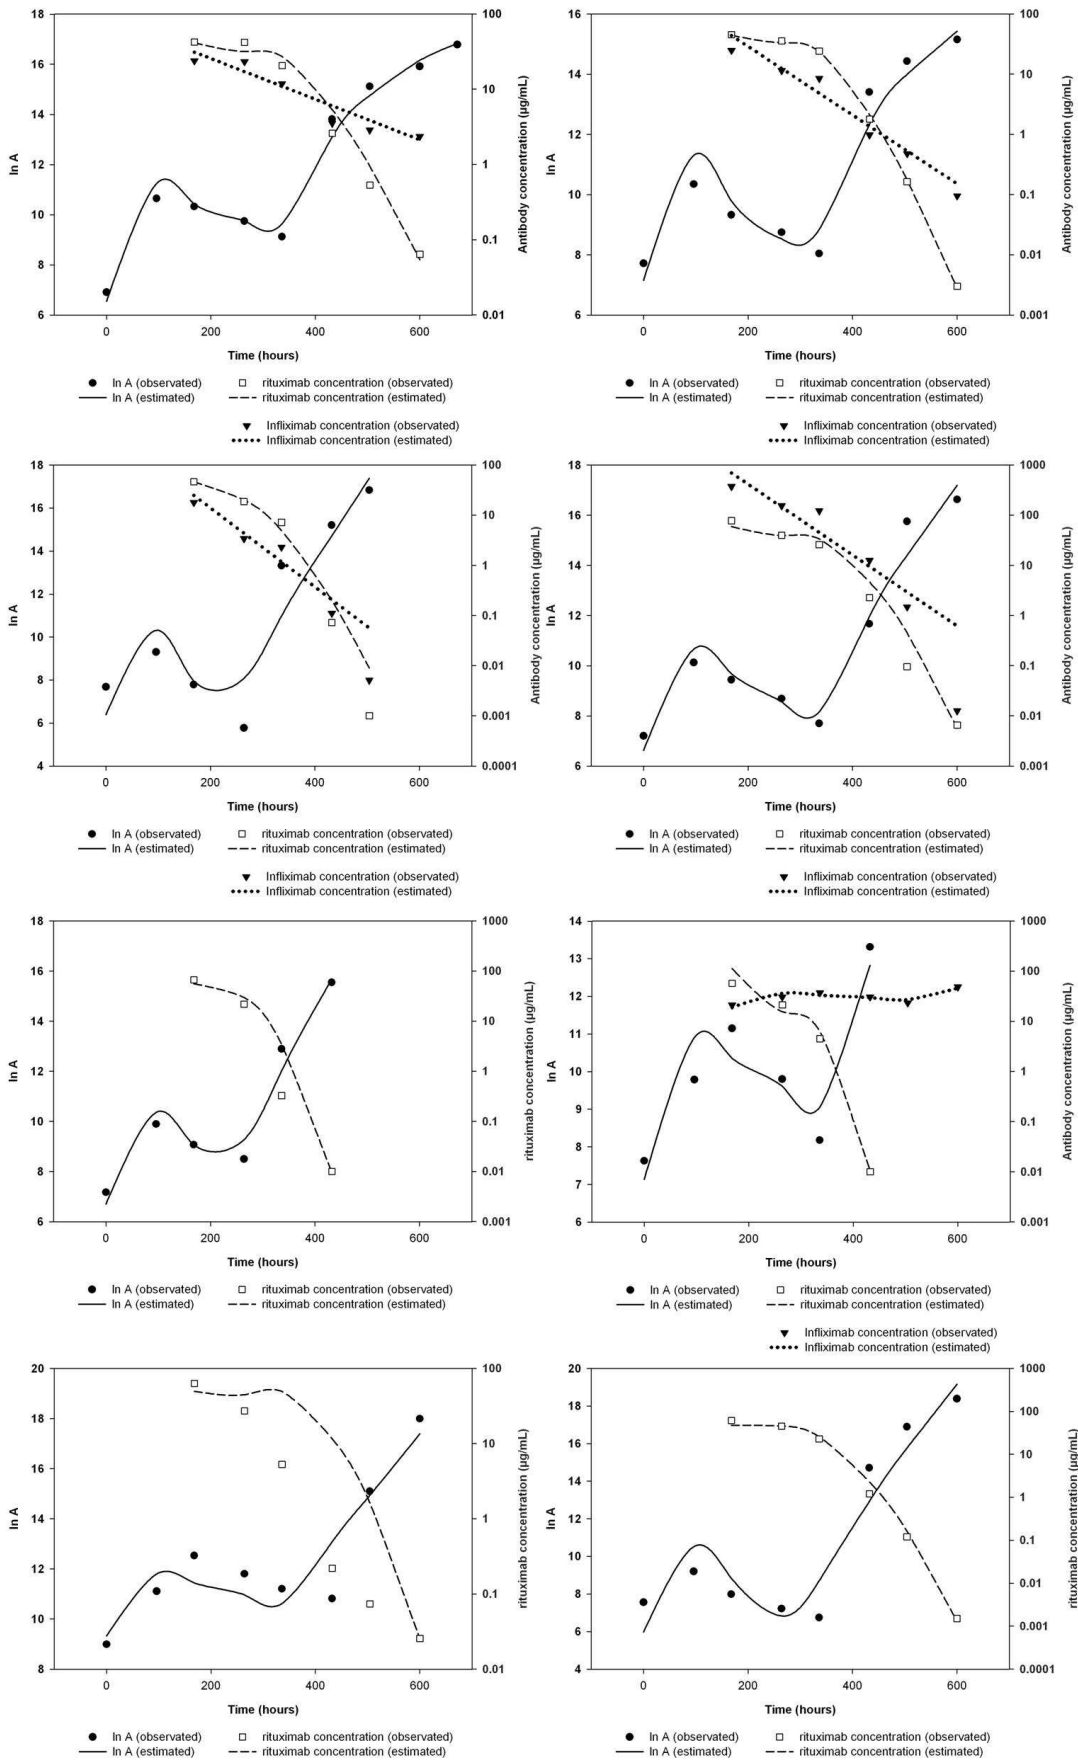 18 100 16 100
16 10 14 10
14 1 12 1
12 0.1
10 0.1 10 0.01
8 8
6 0.01 6 0.001
ln A
Antibody concentration (µg/mL)
ln A
Antibody concentration (µg/mL)
0 200 400 600 0 200 400 600
Time (hours) Time (hours)
ln A (observated) rituximab concentration (observated) ln A (observated) rituximab concentration (observated)
ln A (estimated) rituximab concentration (estimated) ln A (estimated) rituximab concentration (estimated)
Infliximab concentration (observated) Infliximab concentration (observated)
Infliximab concentration (estimated) Infliximab concentration (estimated)
18 100 18 1000
16 10 16 100
14 1 14 10
12 0.1 12 1
10 0.01 10 0.1
8 0.001 8 0.01
6
4 0.0001 6 0.001
ln A
Antibody concentration (µg/mL)
ln A
Antibody concentration (µg/mL)
0 200 400 600 0 200 400 600
Time (hours) Time (hours)
ln A (observated) rituximab concentration (observated) ln A (observated) rituximab concentration (observated)
ln A (estimated) rituximab concentration (estimated) ln A (estimated) rituximab concentration (estimated)
Infliximab concentration (observated) Infliximab concentration (observated)
Infliximab concentration (estimated) Infliximab concentration (estimated)
18 1000 14 1000
16 100 13 100
14 10 12 10
12 1 11 1
10 0.1 10 0.1
8 0.01 9 0.01
8
7
6 0.001 6 0.001
ln A
rituximab concentration (µg/mL)
ln A
Antibody concentration (µg/mL)
0 200 400 600 0 200 400 600
Time (hours) Time (hours)
ln A (observated) rituximab concentration (observated) ln A (observated) rituximab concentration (observated)
ln A (estimated) rituximab concentration (estimated) ln A (estimated) rituximab concentration (estimated)
Infliximab concentration (observated)
Infliximab concentration (estimated)
20 100 20 1000
18 10 18 100
16 1 16 10
14 0.1 14 1
12 12 0.1
10 10 0.01
8 0.001
6
8 0.01 4 0.0001
ln A
rituximab concentration (µg/mL)
ln A
rituximab concentration (µg/mL)
0 200 400 600 0 200 400 600
Time (hours) Time (hours)
ln A (observated) rituximab concentration (observated) ln A (observated) rituximab concentration (observated)
ln A (estimated) rituximab concentration (estimated) ln A (estimated) rituximab concentration (estimated)